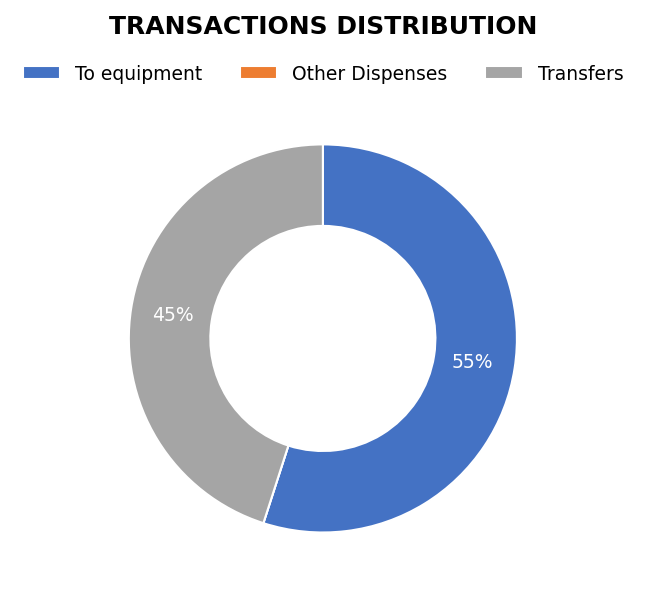 TRANSACTIONS DISTRIBUTION
To equipment Other Dispenses Transfers
45%
55%